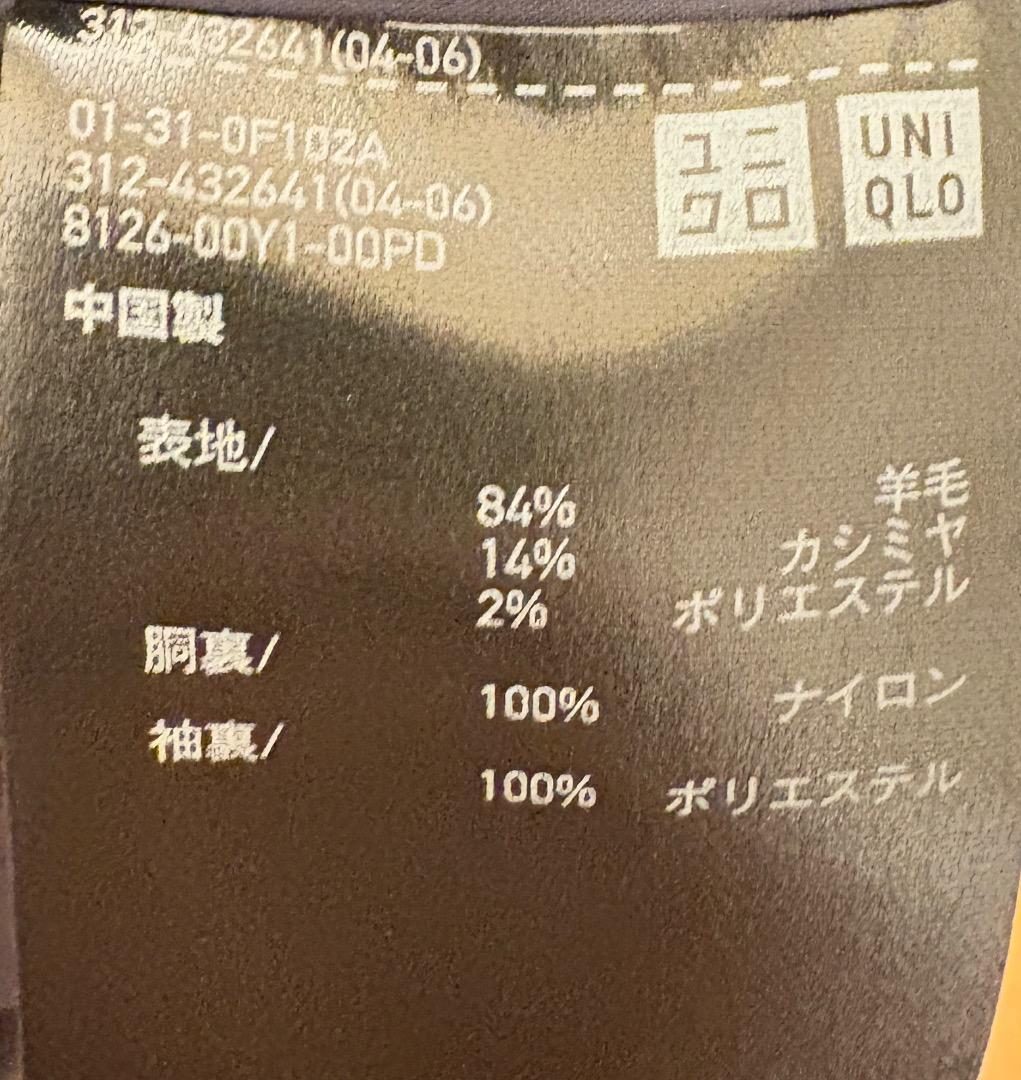 312-432641(04-06)
01-31-0F102A
312-432641(04-06)
8126-00Y1-00PD
ユニクロ
UNIQLO
中国製
表地/
84% 羊毛
14% カシミヤ
2% ポリエステル
胴裏/
100% ナイロン
袖裏/
100% ポリエステル